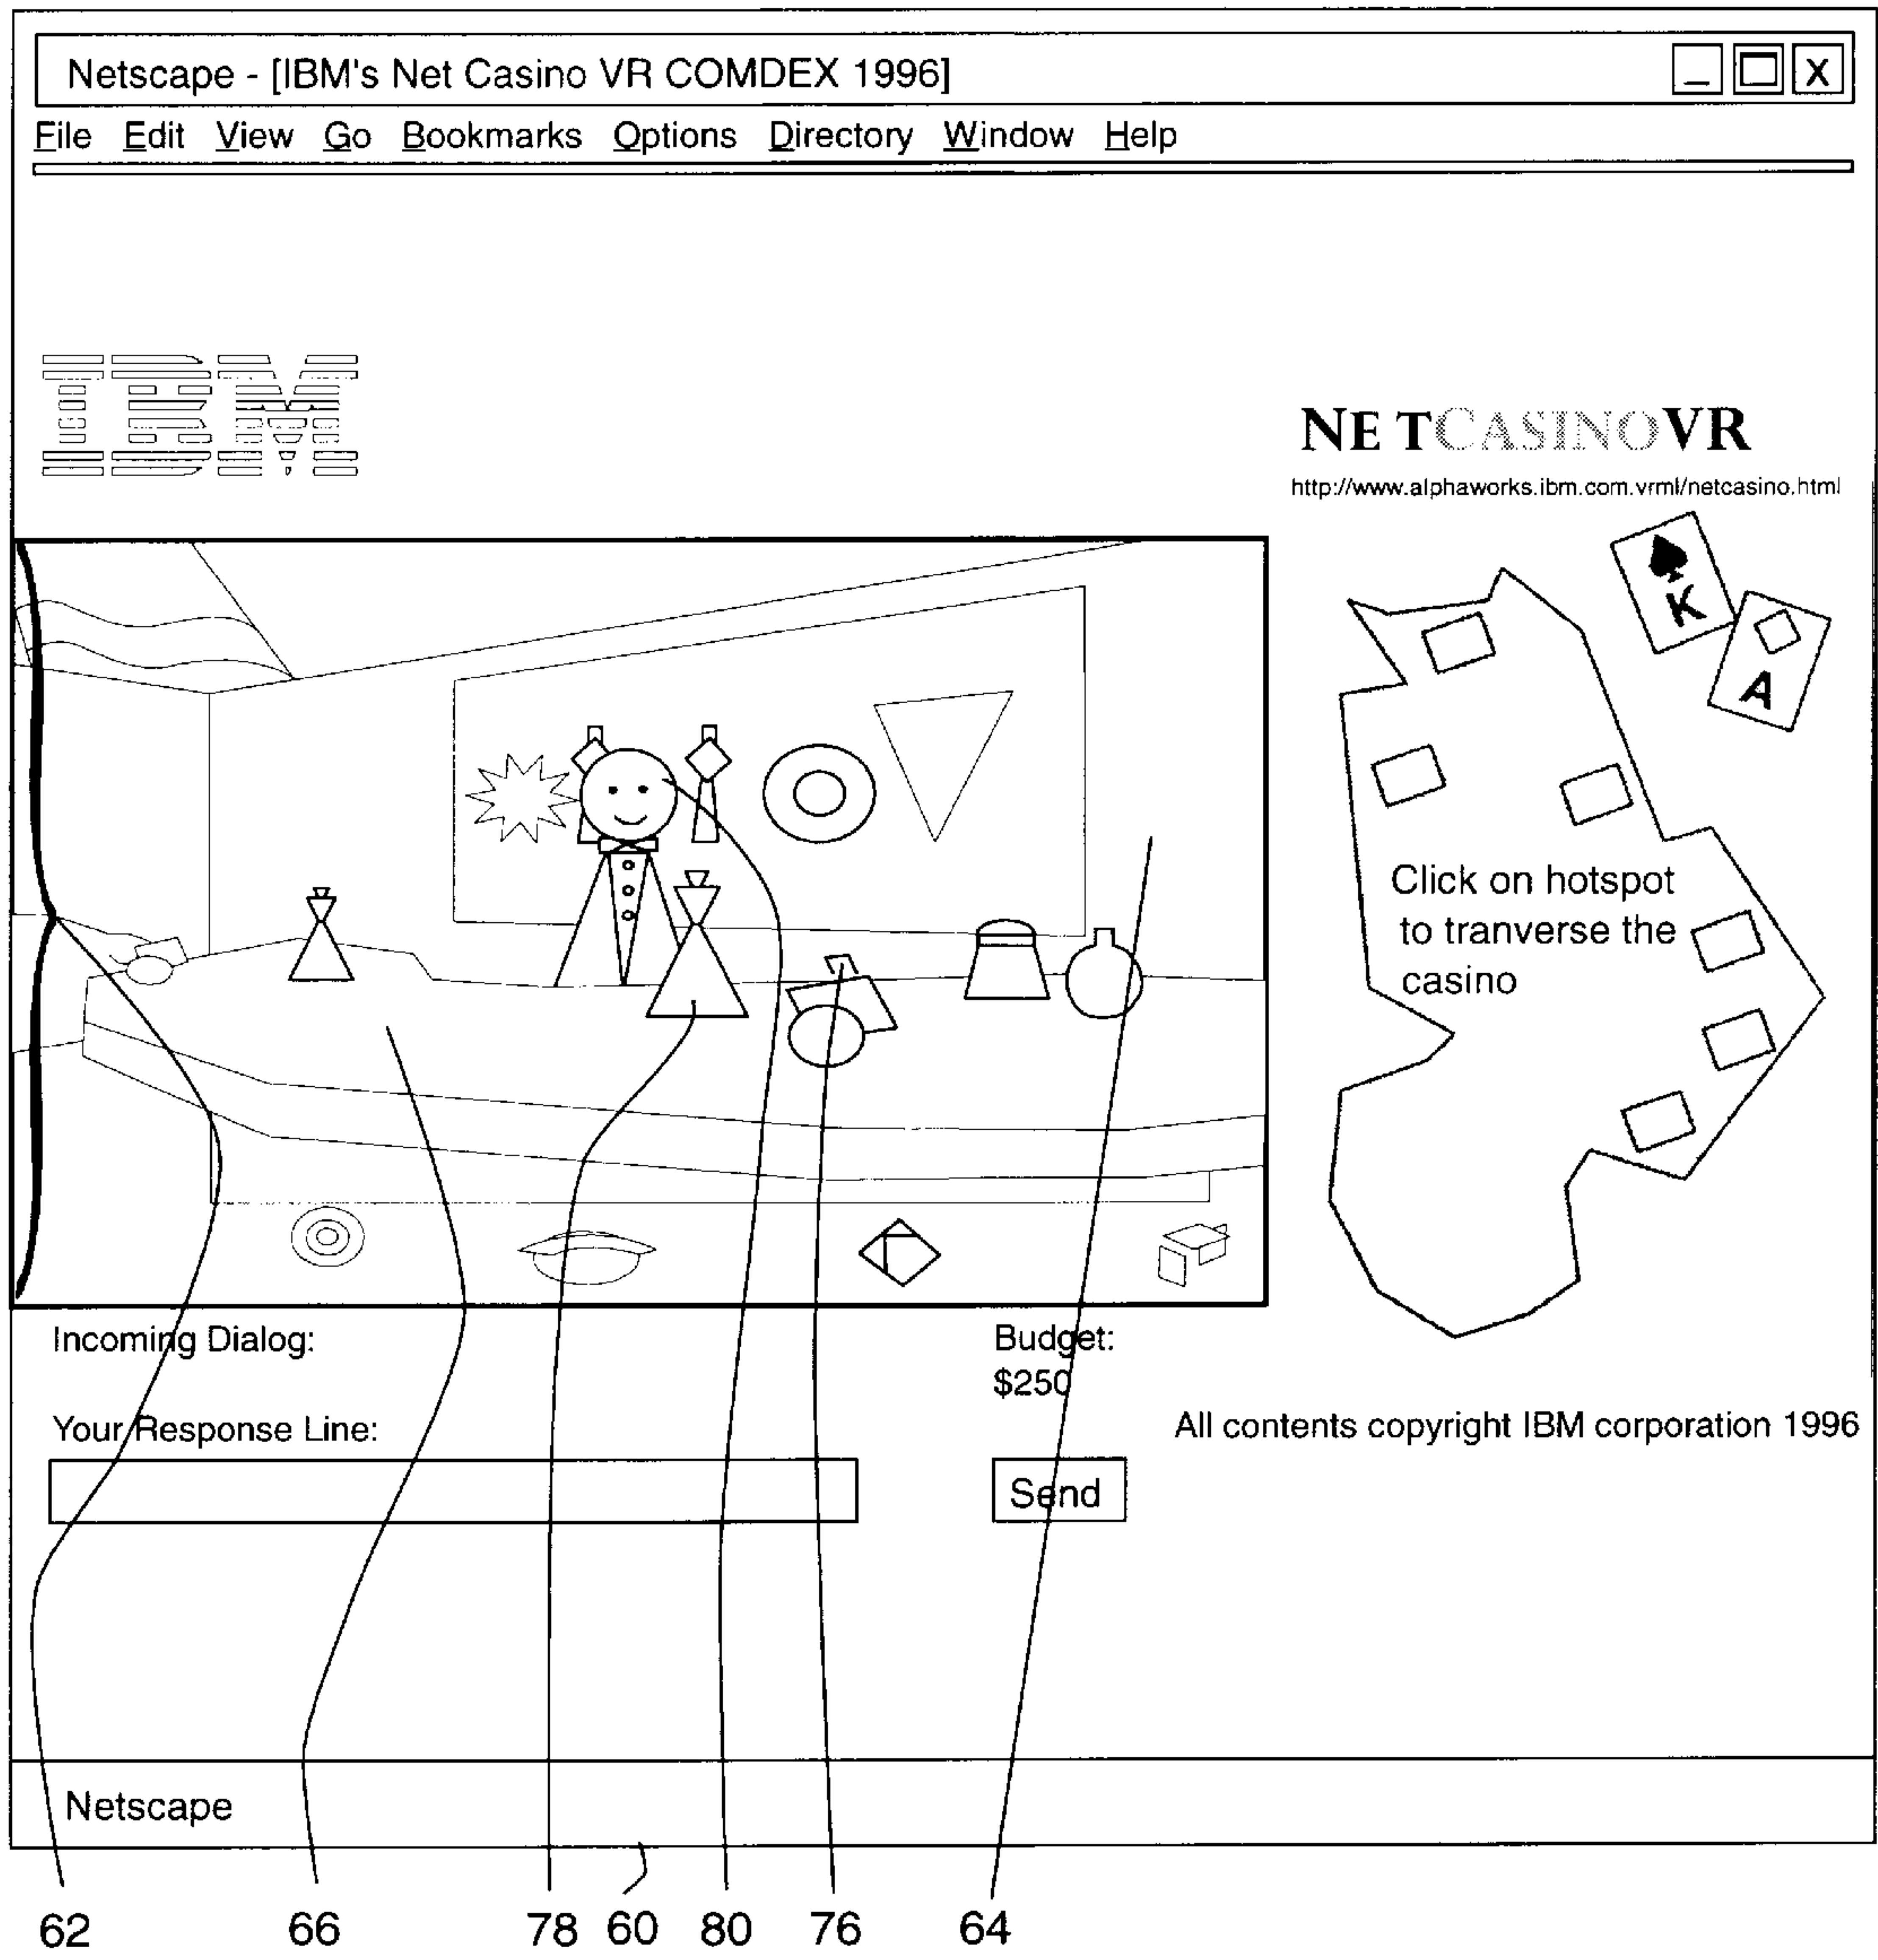 Netscape - [IBM's Net Casino VR COMDEX 1996]
_ X
File Edit View Go Bookmarks Options Directory Window Help
IBM
NETCASINOVR
http://www.alphaworks.ibm.com.vrml/netcasino.html
K
A
Click on hotspot
to tranverse the
casino
Incoming Dialog:
Budget:
$250
Your Response Line:
All contents copyright IBM corporation 1996
Send
Netscape
62 66 78 60 80 76 64